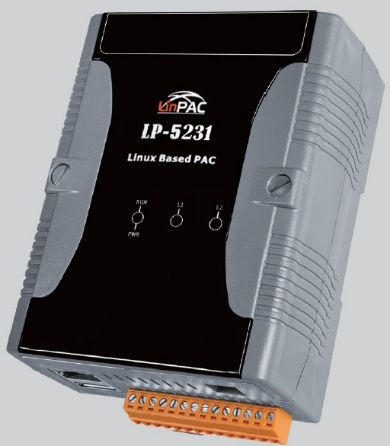 LinPAC
LP-5231
Linux Based PAC
RUN L1 L2
PWR